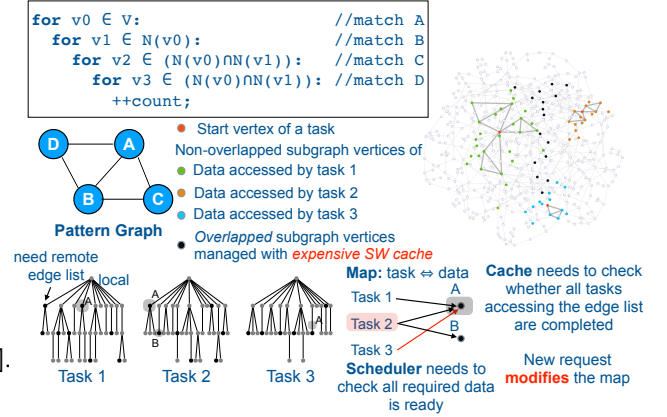 for v0 ∈ V: //match A
for v1 ∈ N(v0): //match B
for v2 ∈ (N(v0)∩N(v1)): //match C
for v3 ∈ (N(v0)∩N(v1)): //match D
++count;
D
A
B
C
Pattern Graph
Start vertex of a task
Non-overlapped subgraph vertices of
Data accessed by task 1
Data accessed by task 2
Data accessed by task 3
Overlapped subgraph vertices
managed with expensive SW cache
need remote
edge list
local
A
Task 1
A
B
Task 2
A
Task 3
Map: task ⇔ data
A
Task 1
Task 2
B
Task 3
Scheduler needs to
check all required data
is ready
Cache needs to check
whether all tasks
accessing the edge list
are completed
New request
modifies the map
].